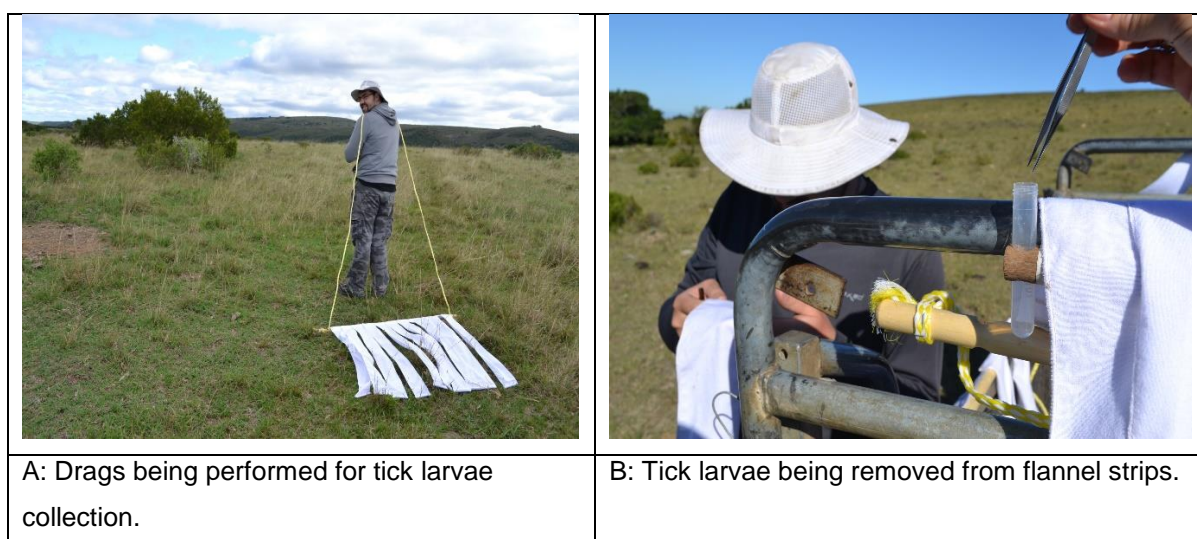 A: Drags being performed for tick larvae
collection.
B: Tick larvae being removed from flannel strips.